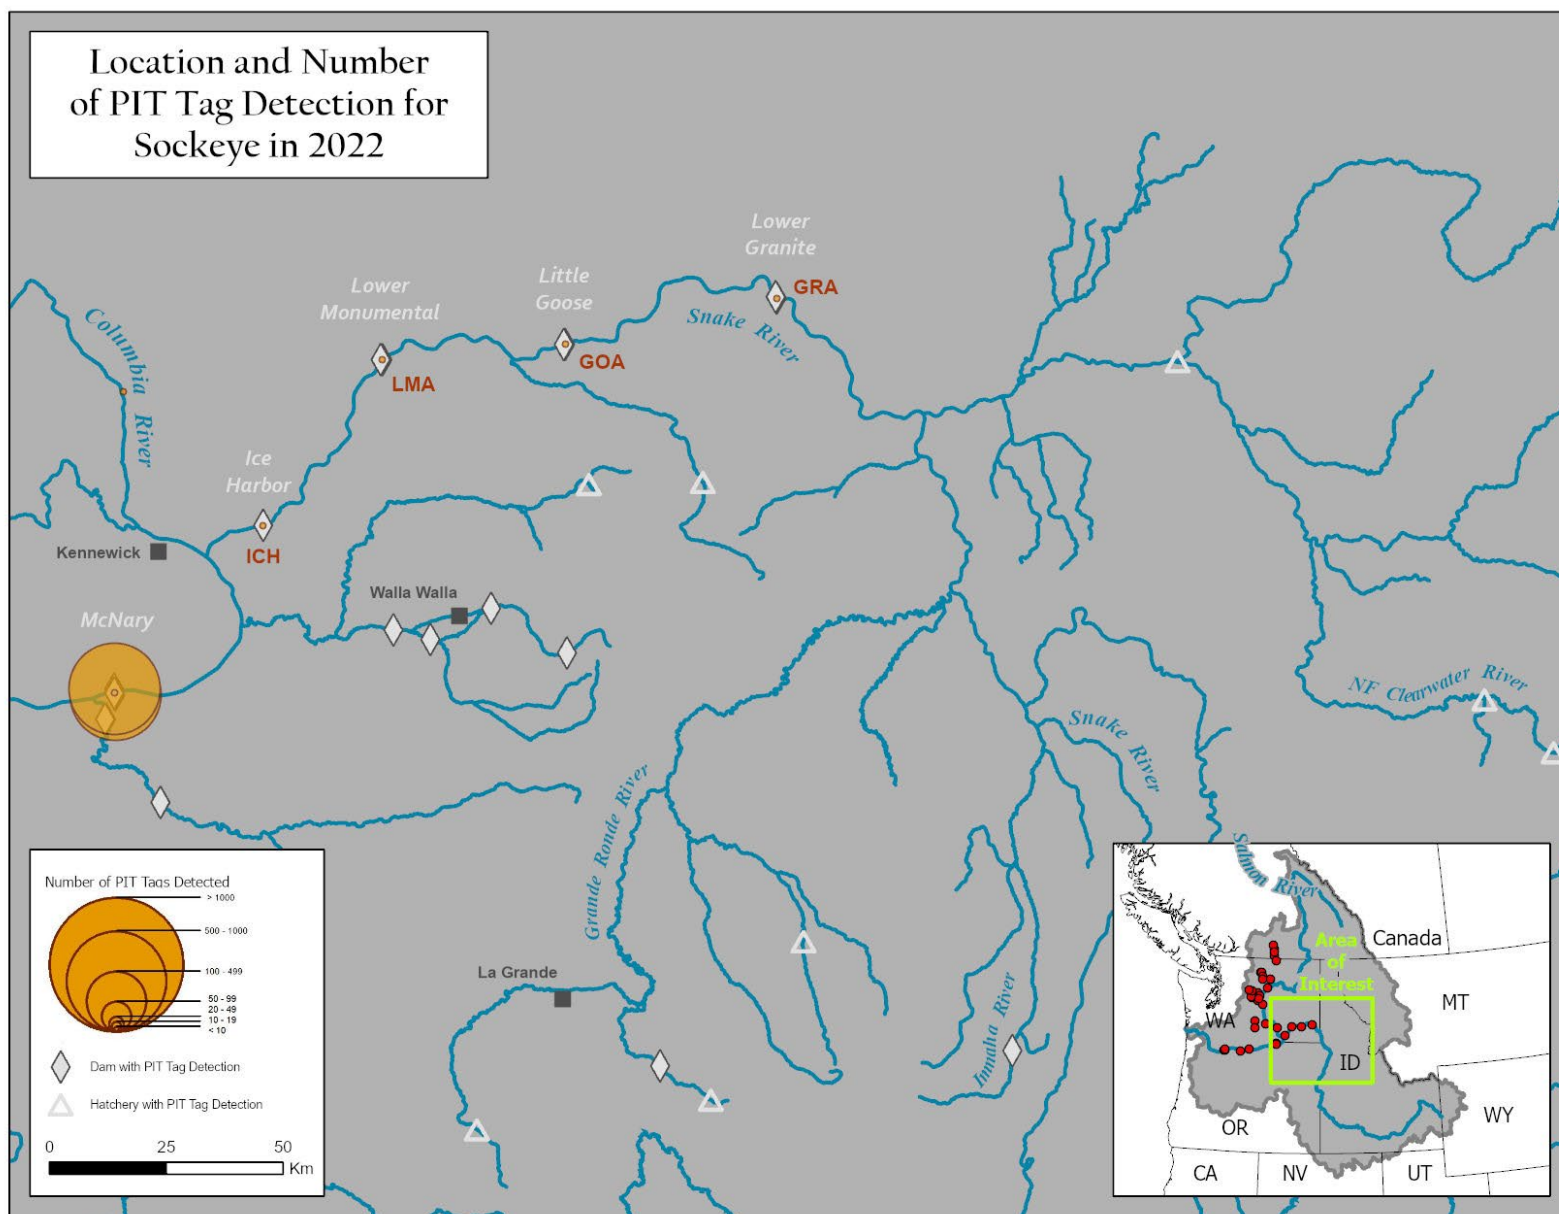 Location and Number
of PIT Tag Detection for
Sockeye in 2022
Lower
Granite
GRA
Little
Goose
GOA
Lower
Monumental
LMA
Snake River
Columbia River
Ice
Harbor
ICH
Kennewick
Walla Walla
McNary
NF Clearwater River
Snake River
Grande Ronde River
Salmon River
La Grande
Inmaha River
Number of PIT Tags Detected
> 1000
500 - 1000
100 - 499
50 - 99
20 - 49
10 - 19
< 10
Dam with PIT Tag Detection
Hatchery with PIT Tag Detection
0 25 50
Km
Canada
Area
of
Interest
WA
MT
ID
OR
WY
CA
NV
UT